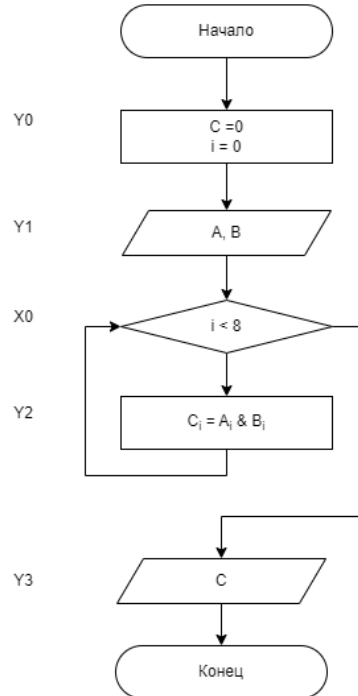 Начало
Y0
C =0
i = 0
Y1
A, B
X0
i < 8
Y2
Cᵢ = Aᵢ & Bᵢ
Y3
C
Конец